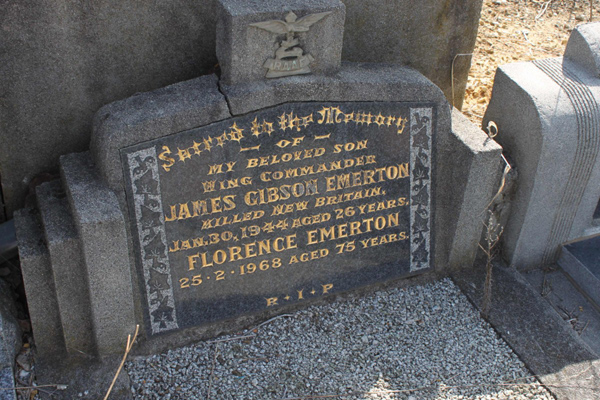 Sacred to the Memory
- OF -
MY BELOVED SON
WING COMMANDER
JAMES GIBSON EMERTON
KILLED NEW BRITAIN,
JAN. 30, 1944 AGED 26 YEARS,
FLORENCE EMERTON
25-2-1968 AGED 75 YEARS.
R • I • P